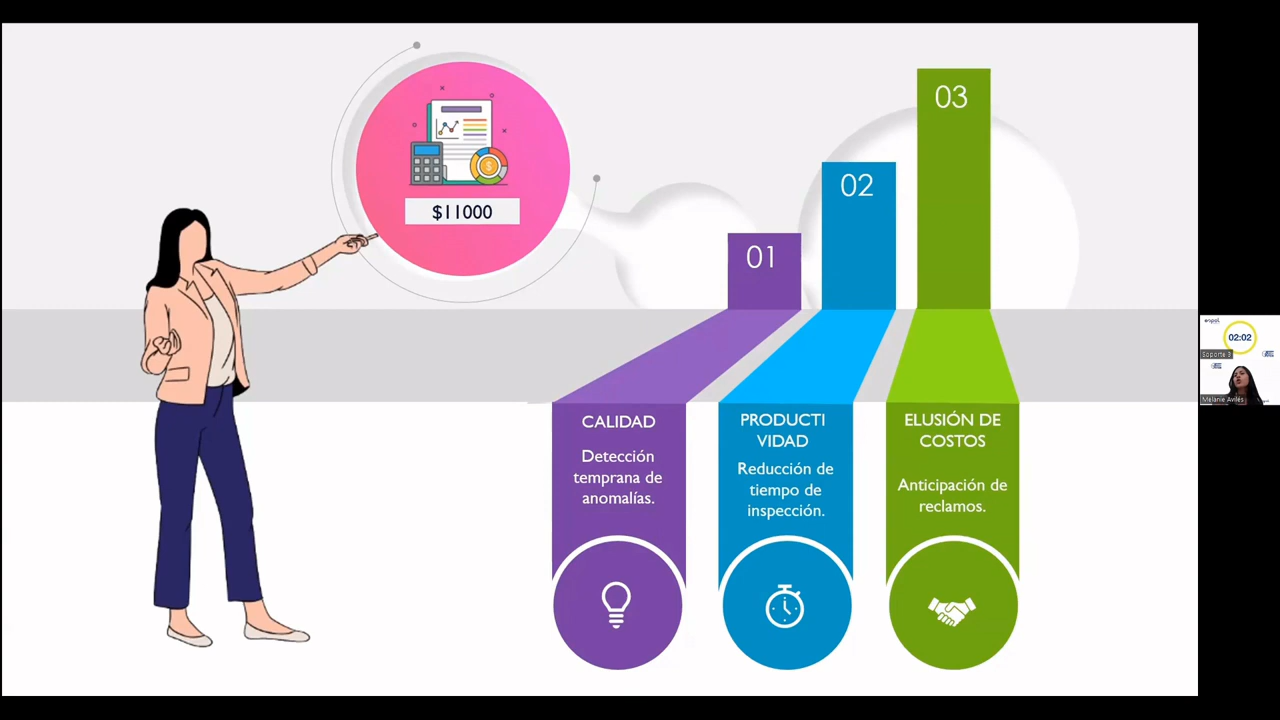 $11000
01
02
03
CALIDAD
Detección
temprana de
anomalías.
PRODUCTI
VIDAD
Reducción de
tiempo de
inspección.
ELUSIÓN DE
COSTOS
Anticipación de
reclamos.
espol
02:02
Soporte 3
Melanie Avilés